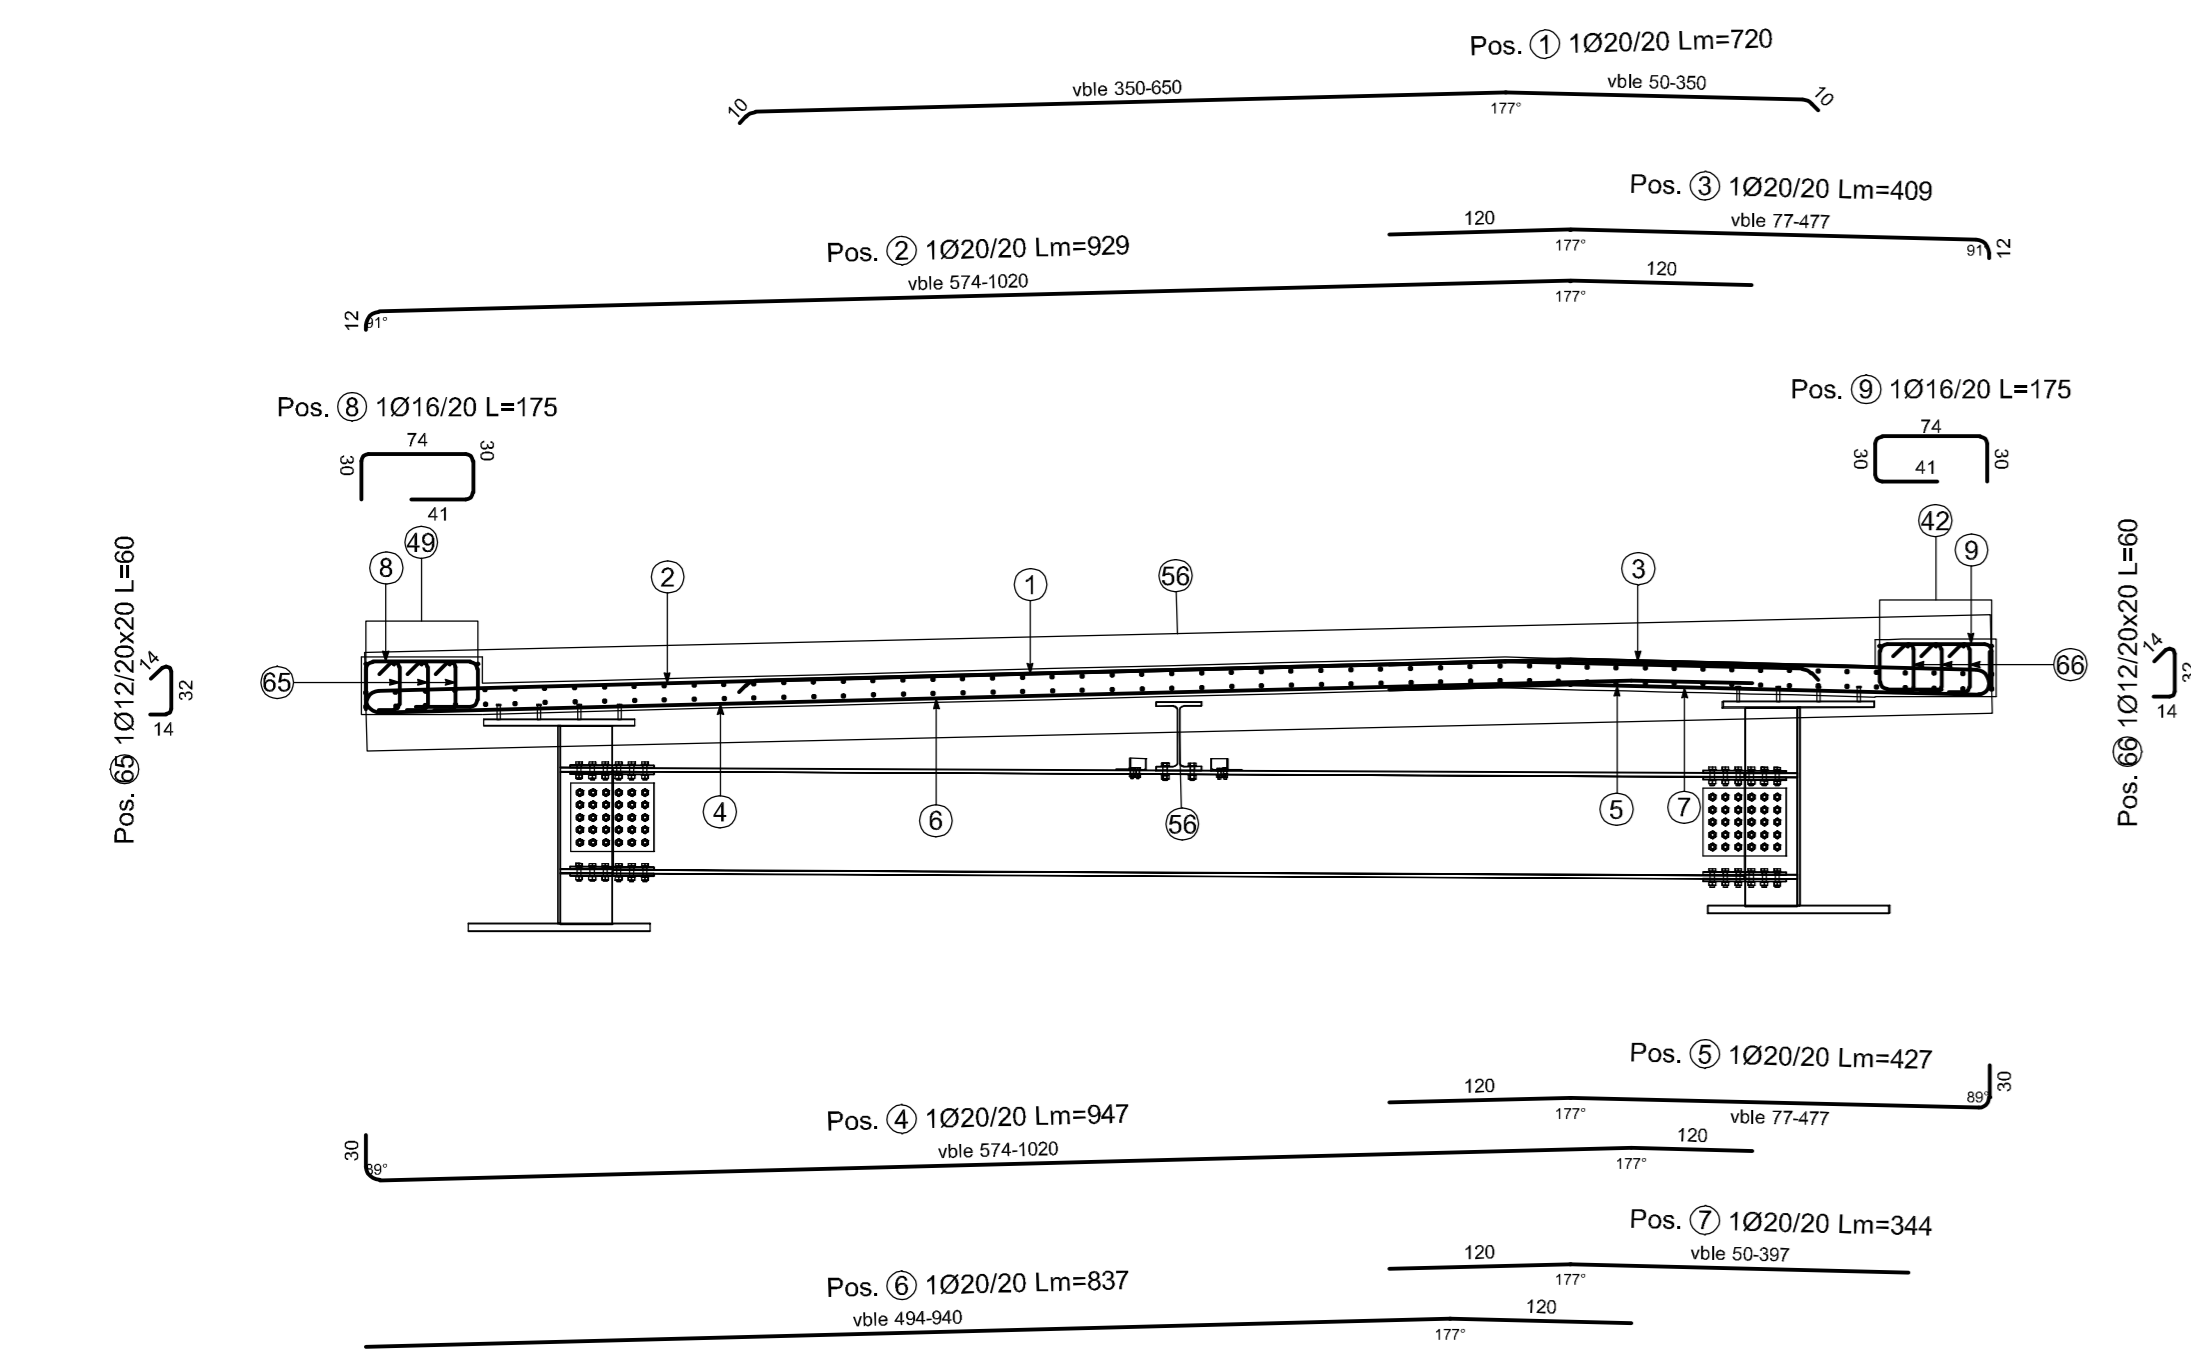 Pos. 1 1Ø20/20 Lm=720
vble 350-650
vble 50-350
10
10
177°
Pos. 3 1Ø20/20 Lm=409
120
vble 77-477
177°
91°
12
Pos. 2 1Ø20/20 Lm=929
vble 574-1020
120
177°
12
91°
Pos. 8 1Ø16/20 L=175
74
30
30
41
Pos. 9 1Ø16/20 L=175
74
30
30
41
49
8
2
1
56
3
42
9
65
66
Pos. 65 1Ø12/20x20 L=60
14
32
14
Pos. 66 1Ø12/20x20 L=60
14
32
14
4
6
56
5
7
Pos. 5 1Ø20/20 Lm=427
120
177°
vble 77-477
89°
30
Pos. 4 1Ø20/20 Lm=947
vble 574-1020
120
177°
30
89°
Pos. 7 1Ø20/20 Lm=344
120
vble 50-397
177°
Pos. 6 1Ø20/20 Lm=837
vble 494-940
120
177°